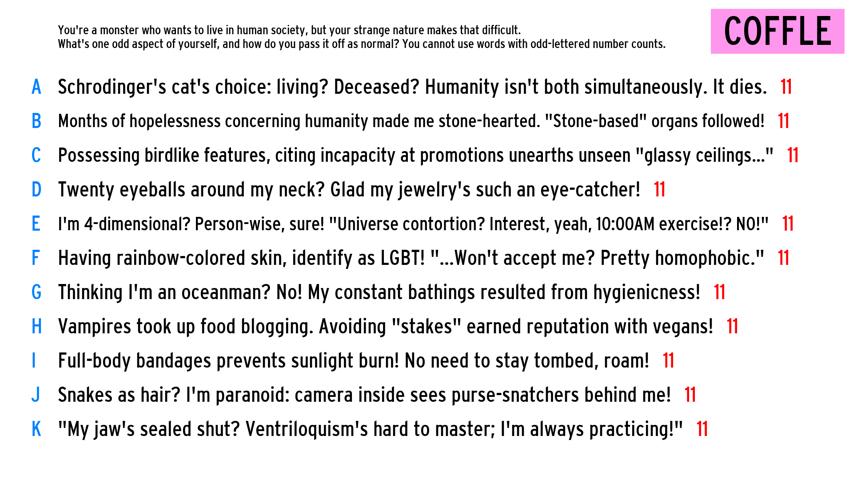 You're a monster who wants to live in human society, but your strange nature makes that difficult.
What's one odd aspect of yourself, and how do you pass it off as normal? You cannot use words with odd-lettered number counts.
COFFLE
A Schrodinger's cat's choice: living? Deceased? Humanity isn't both simultaneously. It dies. 11
B Months of hopelessness concerning humanity made me stone-hearted. "Stone-based" organs followed! 11
C Possessing birdlike features, citing incapacity at promotions unearths unseen "glassy ceilings..." 11
D Twenty eyeballs around my neck? Glad my jewelry's such an eye-catcher! 11
E I'm 4-dimensional? Person-wise, sure! "Universe contortion? Interest, yeah, 10:00AM exercise!? NO!" 11
F Having rainbow-colored skin, identify as LGBT! "...Won't accept me? Pretty homophobic." 11
G Thinking I'm an oceanman? No! My constant bathings resulted from hygienicness! 11
H Vampires took up food blogging. Avoiding "stakes" earned reputation with vegans! 11
I Full-body bandages prevents sunlight burn! No need to stay tombed, roam! 11
J Snakes as hair? I'm paranoid: camera inside sees purse-snatchers behind me! 11
K "My jaw's sealed shut? Ventriloquism's hard to master; I'm always practicing!" 11